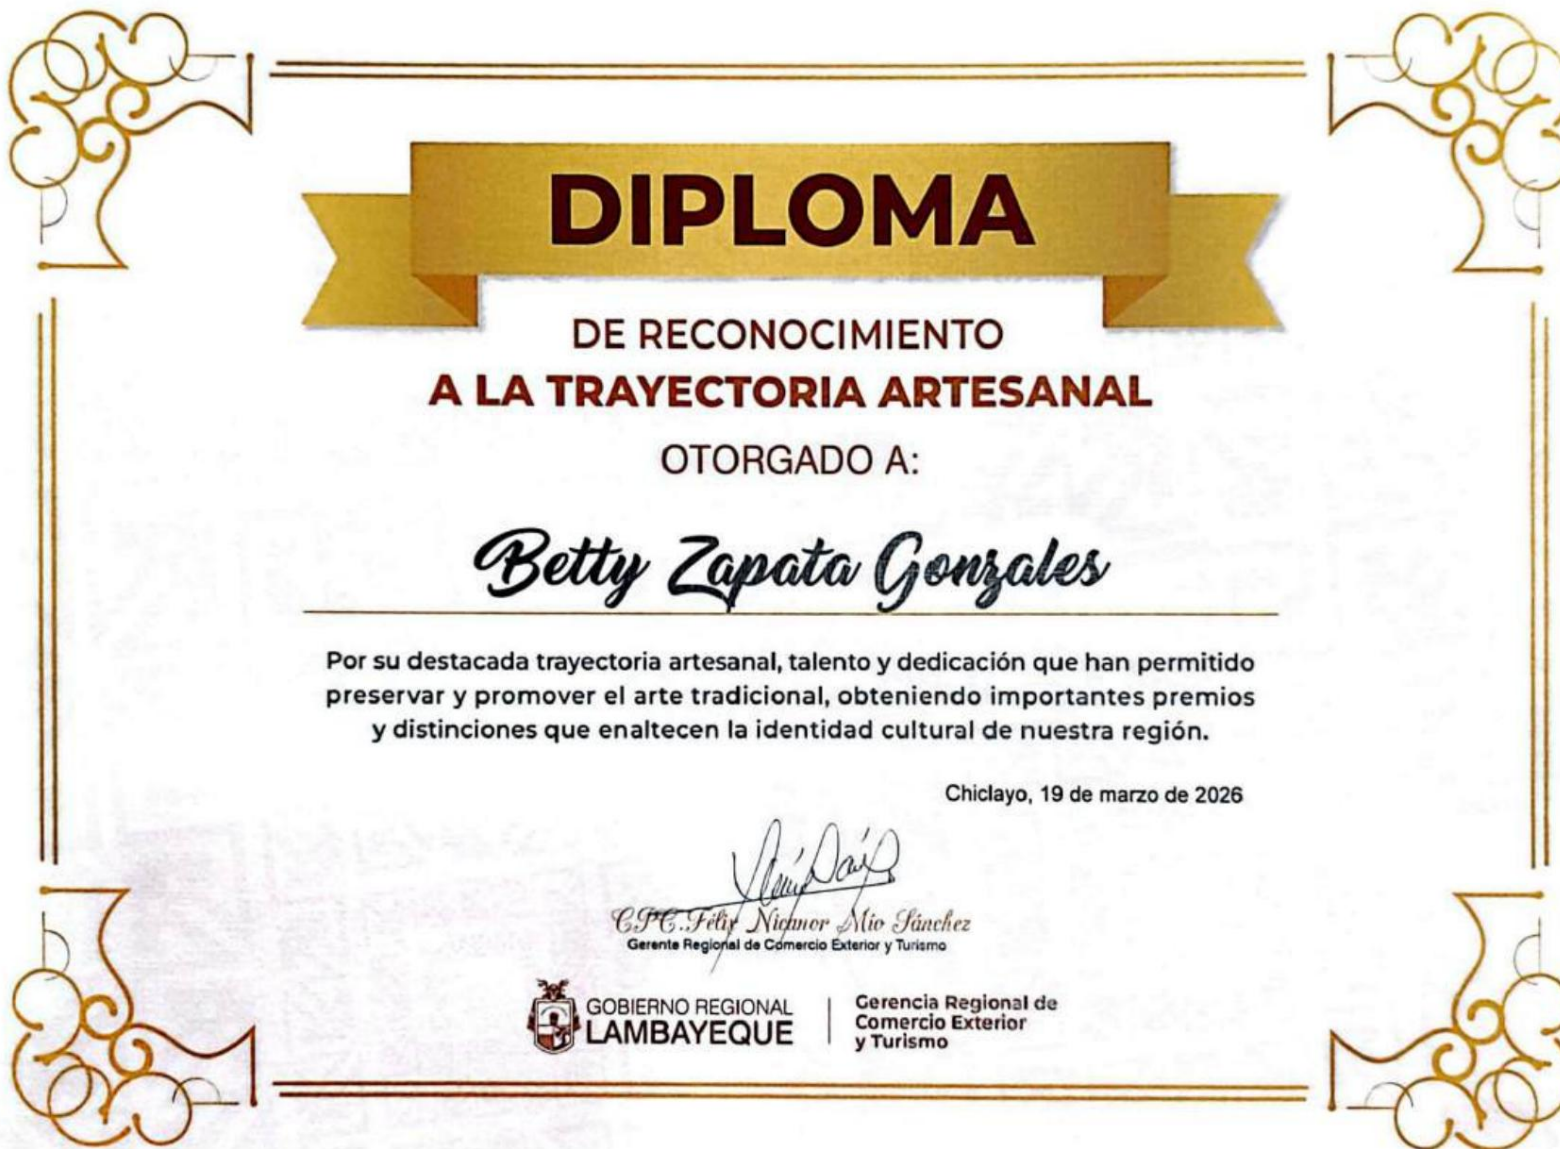 DIPLOMA
DE RECONOCIMIENTO
A LA TRAYECTORIA ARTESANAL
OTORGADO A:
Betty Zapata Gonzales
Por su destacada trayectoria artesanal, talento y dedicación que han permitido
preservar y promover el arte tradicional, obteniendo importantes premios
y distinciones que enaltecen la identidad cultural de nuestra región.
Chiclayo, 19 de marzo de 2026
C.P.C. Félix Nicanor Mio Sánchez
Gerente Regional de Comercio Exterior y Turismo
GOBIERNO REGIONAL
LAMBAYEQUE
Gerencia Regional de
Comercio Exterior
y Turismo